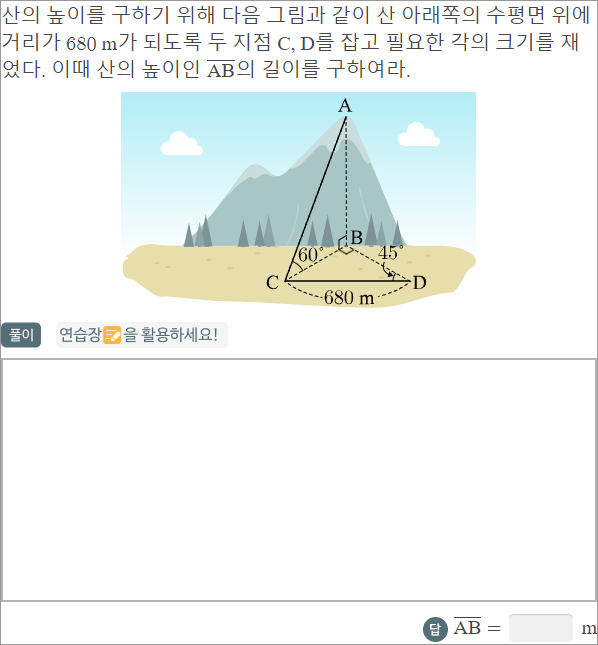 산의 높이를 구하기 위해 다음 그림과 같이 산 아래쪽의 수평면 위에
거리가 680 m가 되도록 두 지점 C, D를 잡고 필요한 각의 크기를 재
었다. 이때 산의 높이인 AB의 길이를 구하여라.
A
B
60°
45°
C
D
680 m
풀이
연습장을 활용하세요!
답 AB = m